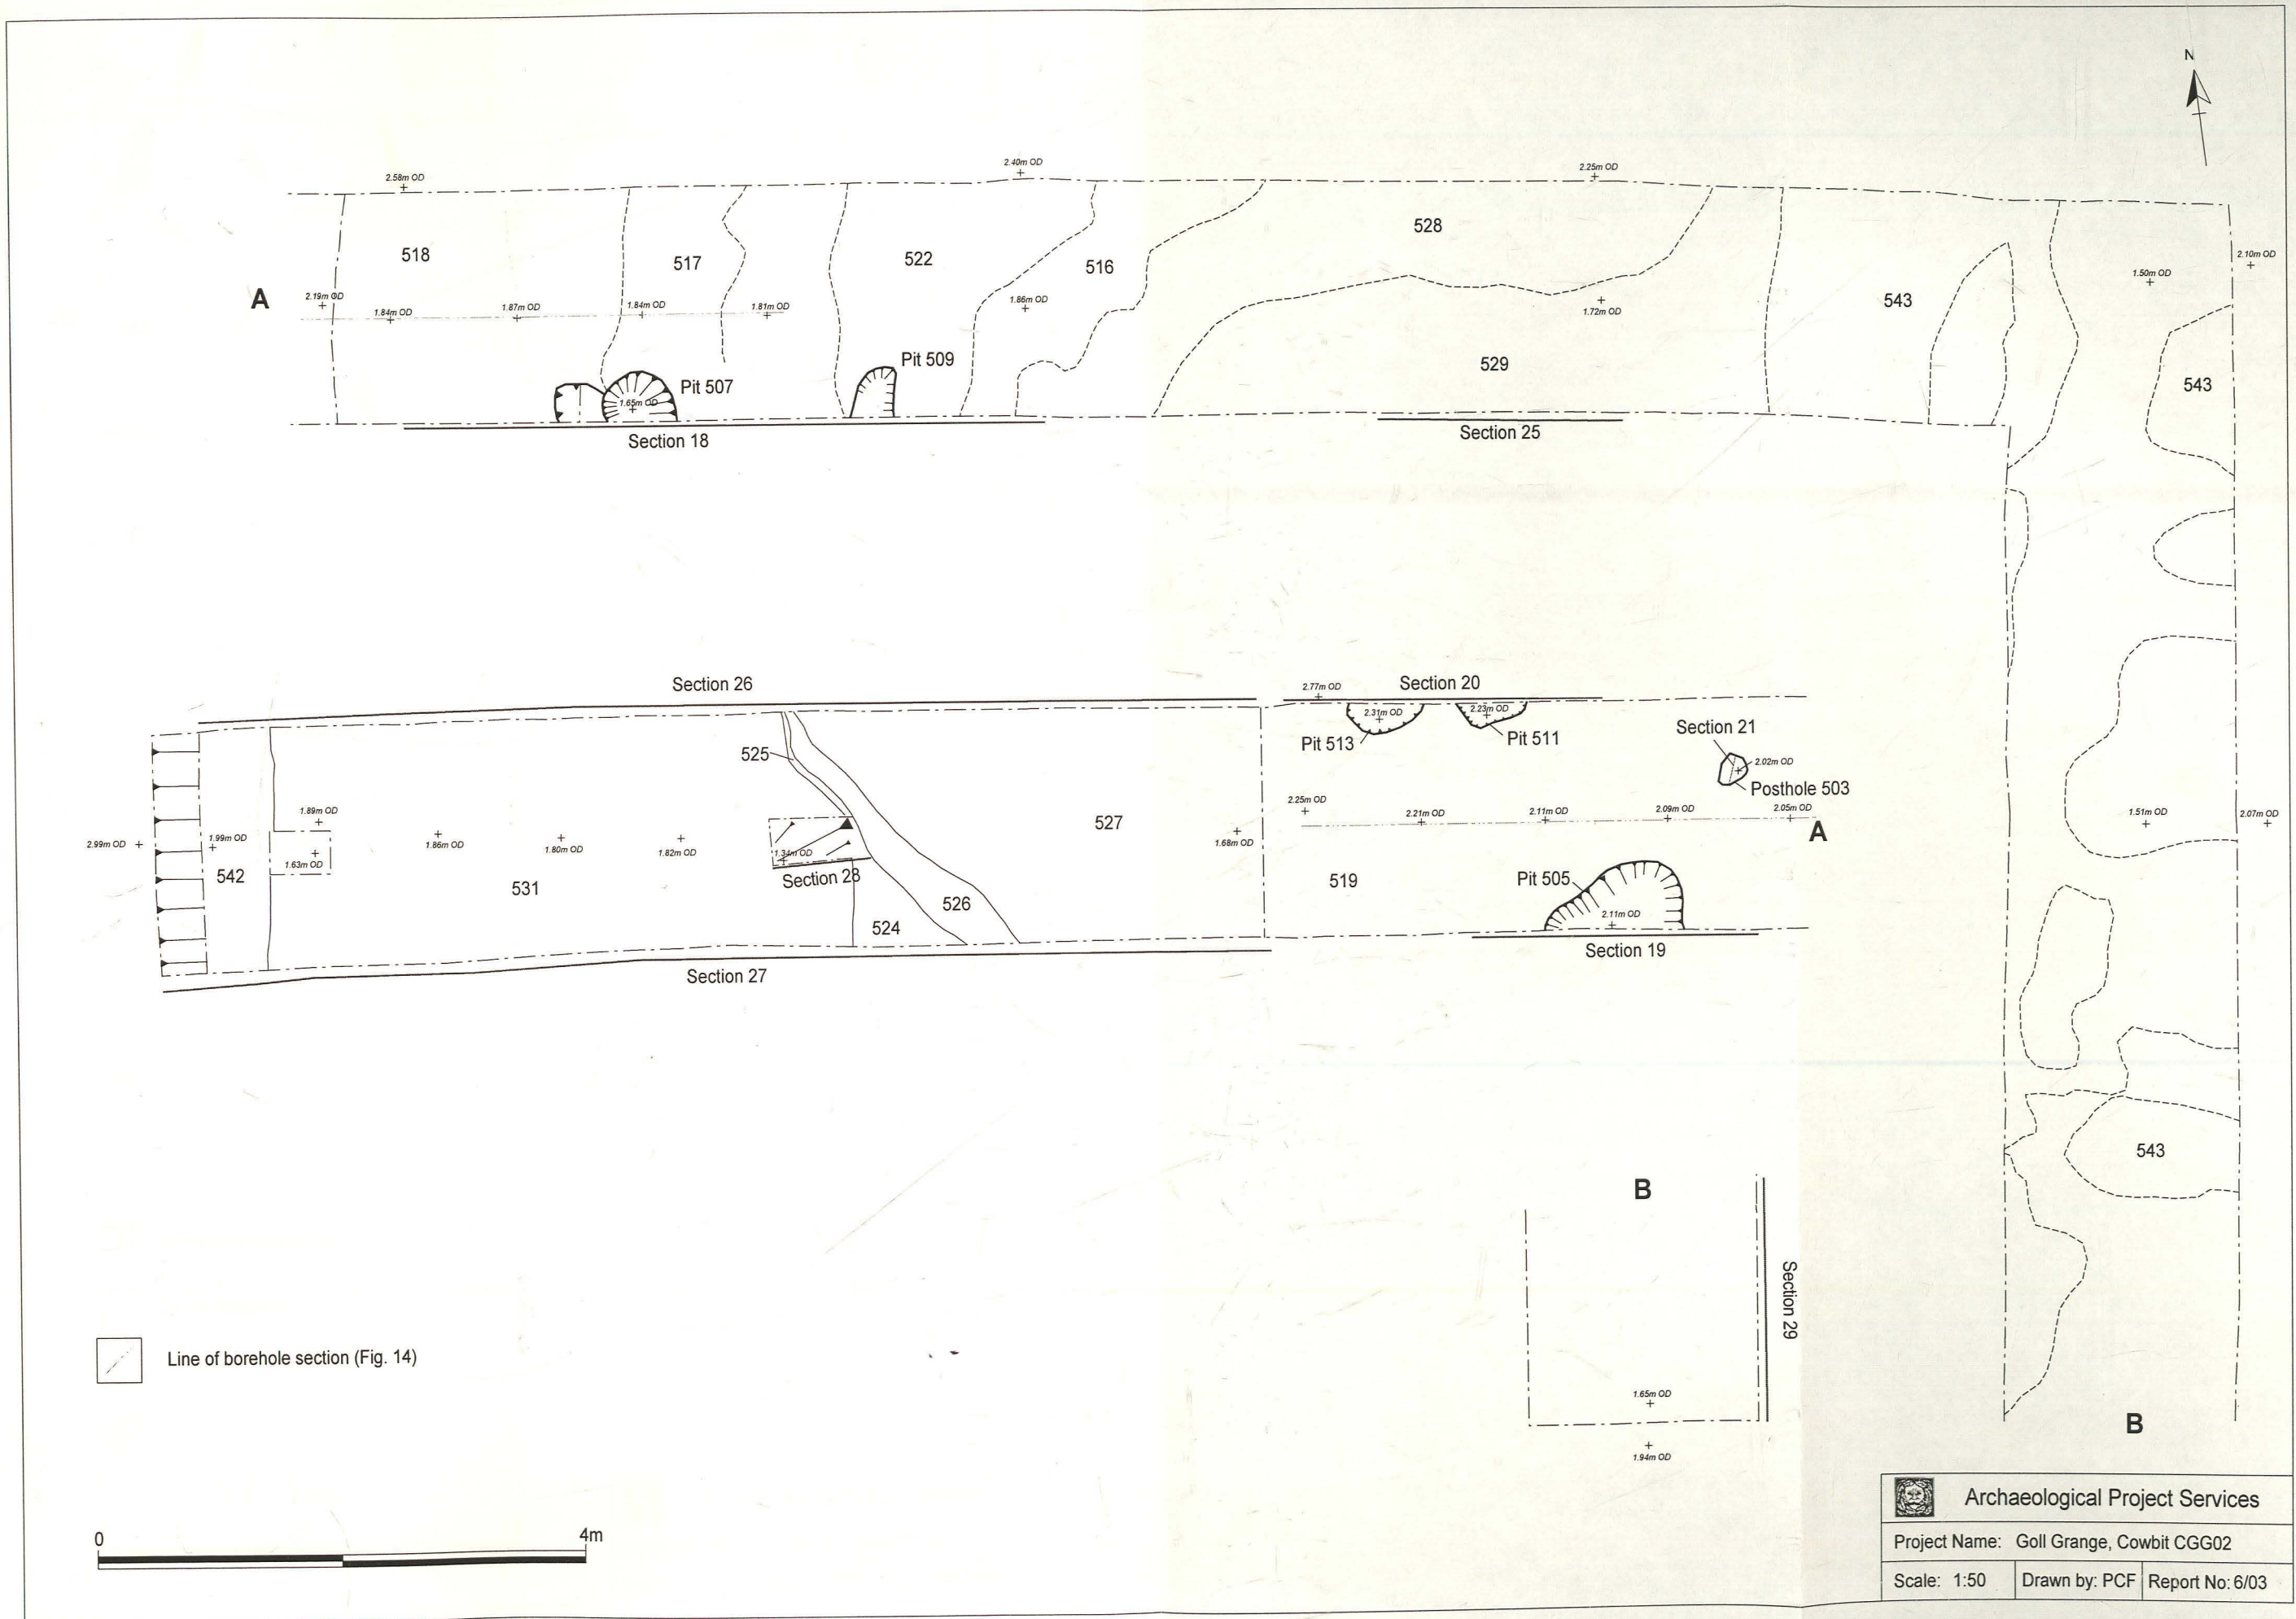 N
2.58m OD
2.40m OD
2.25m OD
518
517
522
516
528
543
1.50m OD
2.10m OD
A
2.19m OD
1.84m OD
1.87m OD
1.84m OD
1.81m OD
1.86m OD
1.72m OD
Pit 507
1.65m OD
Pit 509
529
543
Section 18
Section 25
Section 26
2.77m OD
Section 20
2.31m OD
2.23m OD
Pit 513
Pit 511
Section 21
2.02m OD
Posthole 503
525
527
2.99m OD
1.99m OD
1.89m OD
1.63m OD
1.86m OD
1.80m OD
1.82m OD
1.34m OD
1.68m OD
2.25m OD
2.21m OD
2.11m OD
2.09m OD
2.05m OD
A
1.51m OD
2.07m OD
542
531
Section 28
526
524
519
Pit 505
2.11m OD
Section 27
Section 19
543
B
Section 29
1.65m OD
1.94m OD
B
Line of borehole section (Fig. 14)
0 4m
Archaeological Project Services
Project Name: Goll Grange, Cowbit CGG02
Scale: 1:50 Drawn by: PCF Report No: 6/03